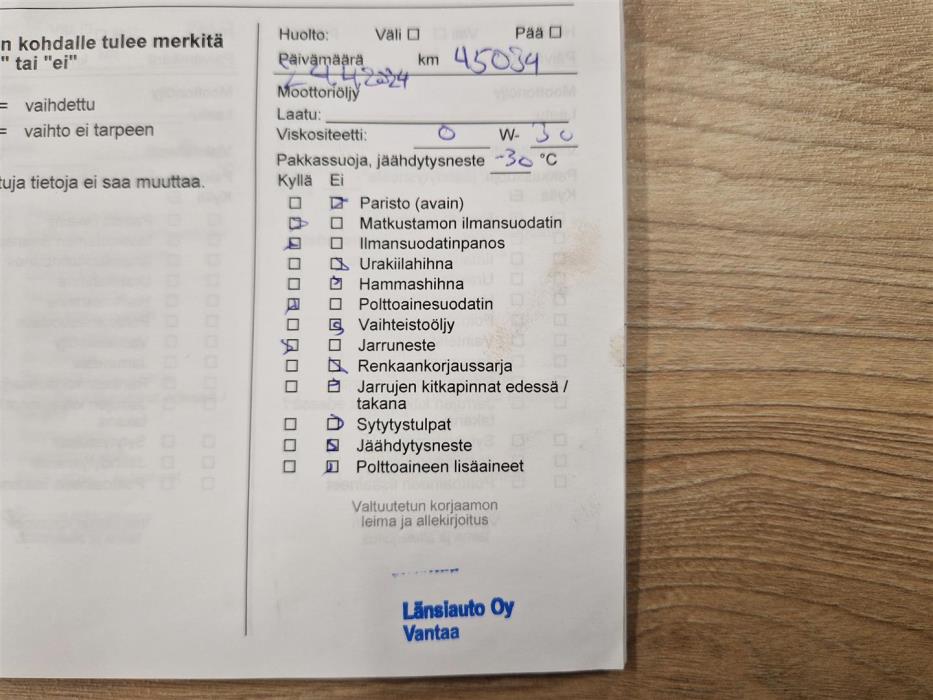 n kohdalle tulee merkitä
" tai "ei"
= vaihdettu
= vaihto ei tarpeen
tuja tietoja ei saa muuttaa.
Huolto: Väli ☐ Pää ☐
Päivämäärä km 45034
Moottoriöljy
Laatu:
Viskositeetti: 0 W- 30
Pakkassuoja, jäähdytysneste -30 °C
Kyllä Ei
Paristo (avain)
Matkustamon ilmansuodatin
Ilmansuodatinpanos
Urakiilahihna
Hammashihna
Polttoainesuodatin
Vaihteistoöljy
Jarruneste
Renkaankorjaussarja
Jarrujen kitkapinnat edessä /
takana
Sytytystulpat
Jäähdytysneste
Polttoaineen lisäaineet
Valtuutetun korjaamon
leima ja allekirjoitus
Länsiauto Oy
Vantaa